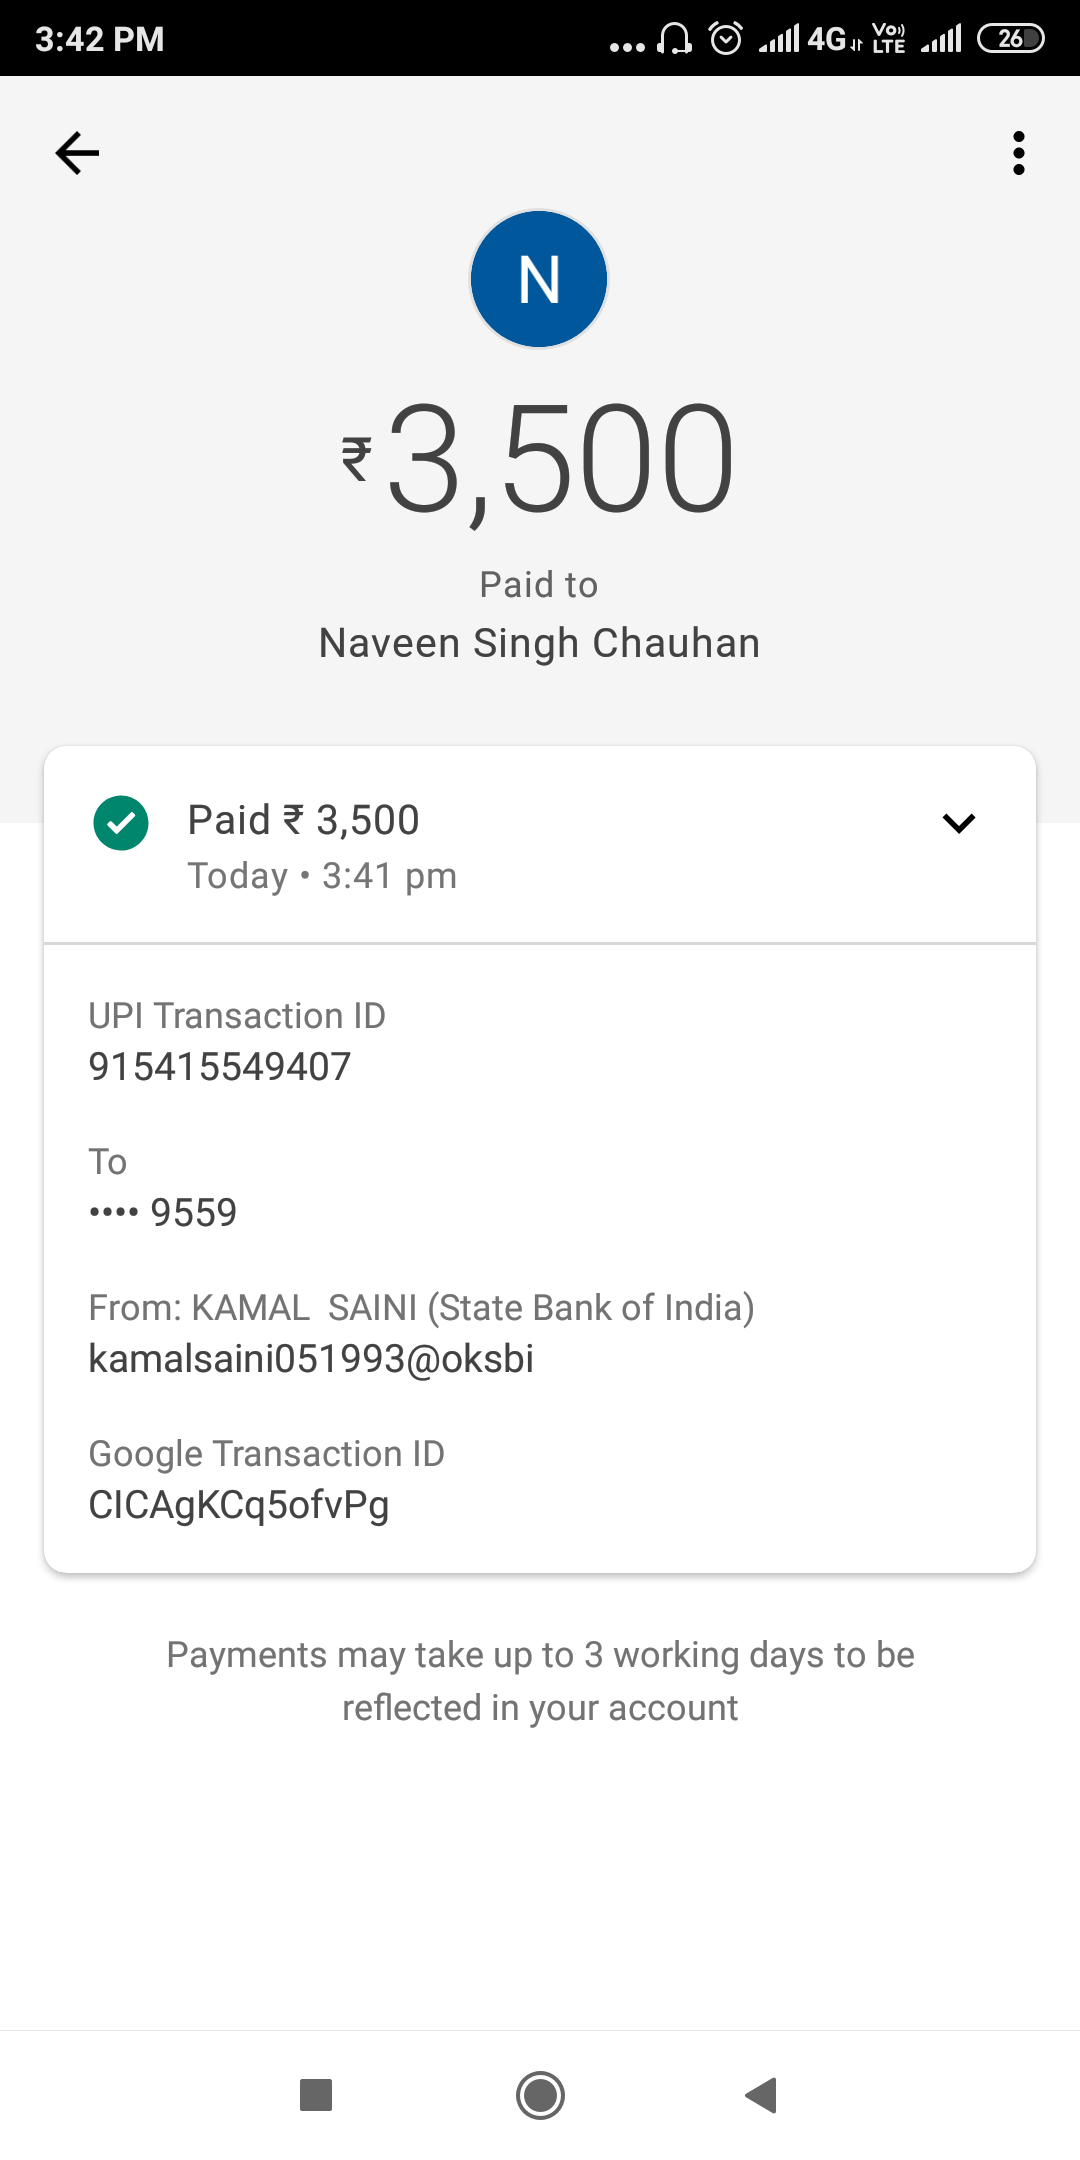 3:42 PM
4G VoLTE 26
N
₹3,500
Paid to
Naveen Singh Chauhan
Paid ₹ 3,500
Today • 3:41 pm
UPI Transaction ID
915415549407
To
•••• 9559
From: KAMAL  SAINI (State Bank of India)
kamalsaini051993@oksbi
Google Transaction ID
CICAgKCq5ofvPg
Payments may take up to 3 working days to be
reflected in your account